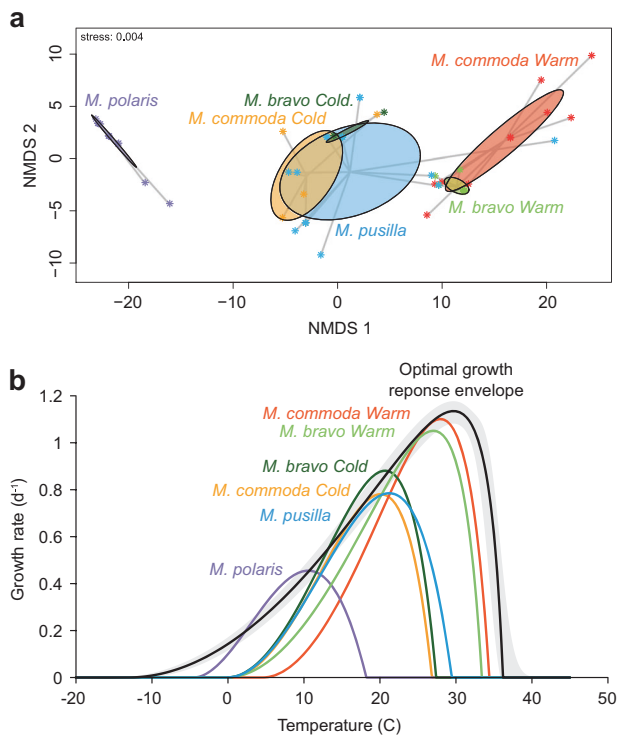 a
stress: 0.004
10
5
0
−5
−10
NMDS 2
M. polaris
M. bravo Cold.
M. commoda Cold
M. commoda Warm
M. bravo Warm
M. pusilla
−20
−10
0
10
20
NMDS 1
b
Optimal growth
reponse envelope
1.2
1
0.8
0.6
0.4
0.2
0
Growth rate (d⁻¹)
M. commoda Warm
M. bravo Warm
M. bravo Cold
M. commoda Cold
M. pusilla
M. polaris
-20
-10
0
10
20
30
40
50
Temperature (C)